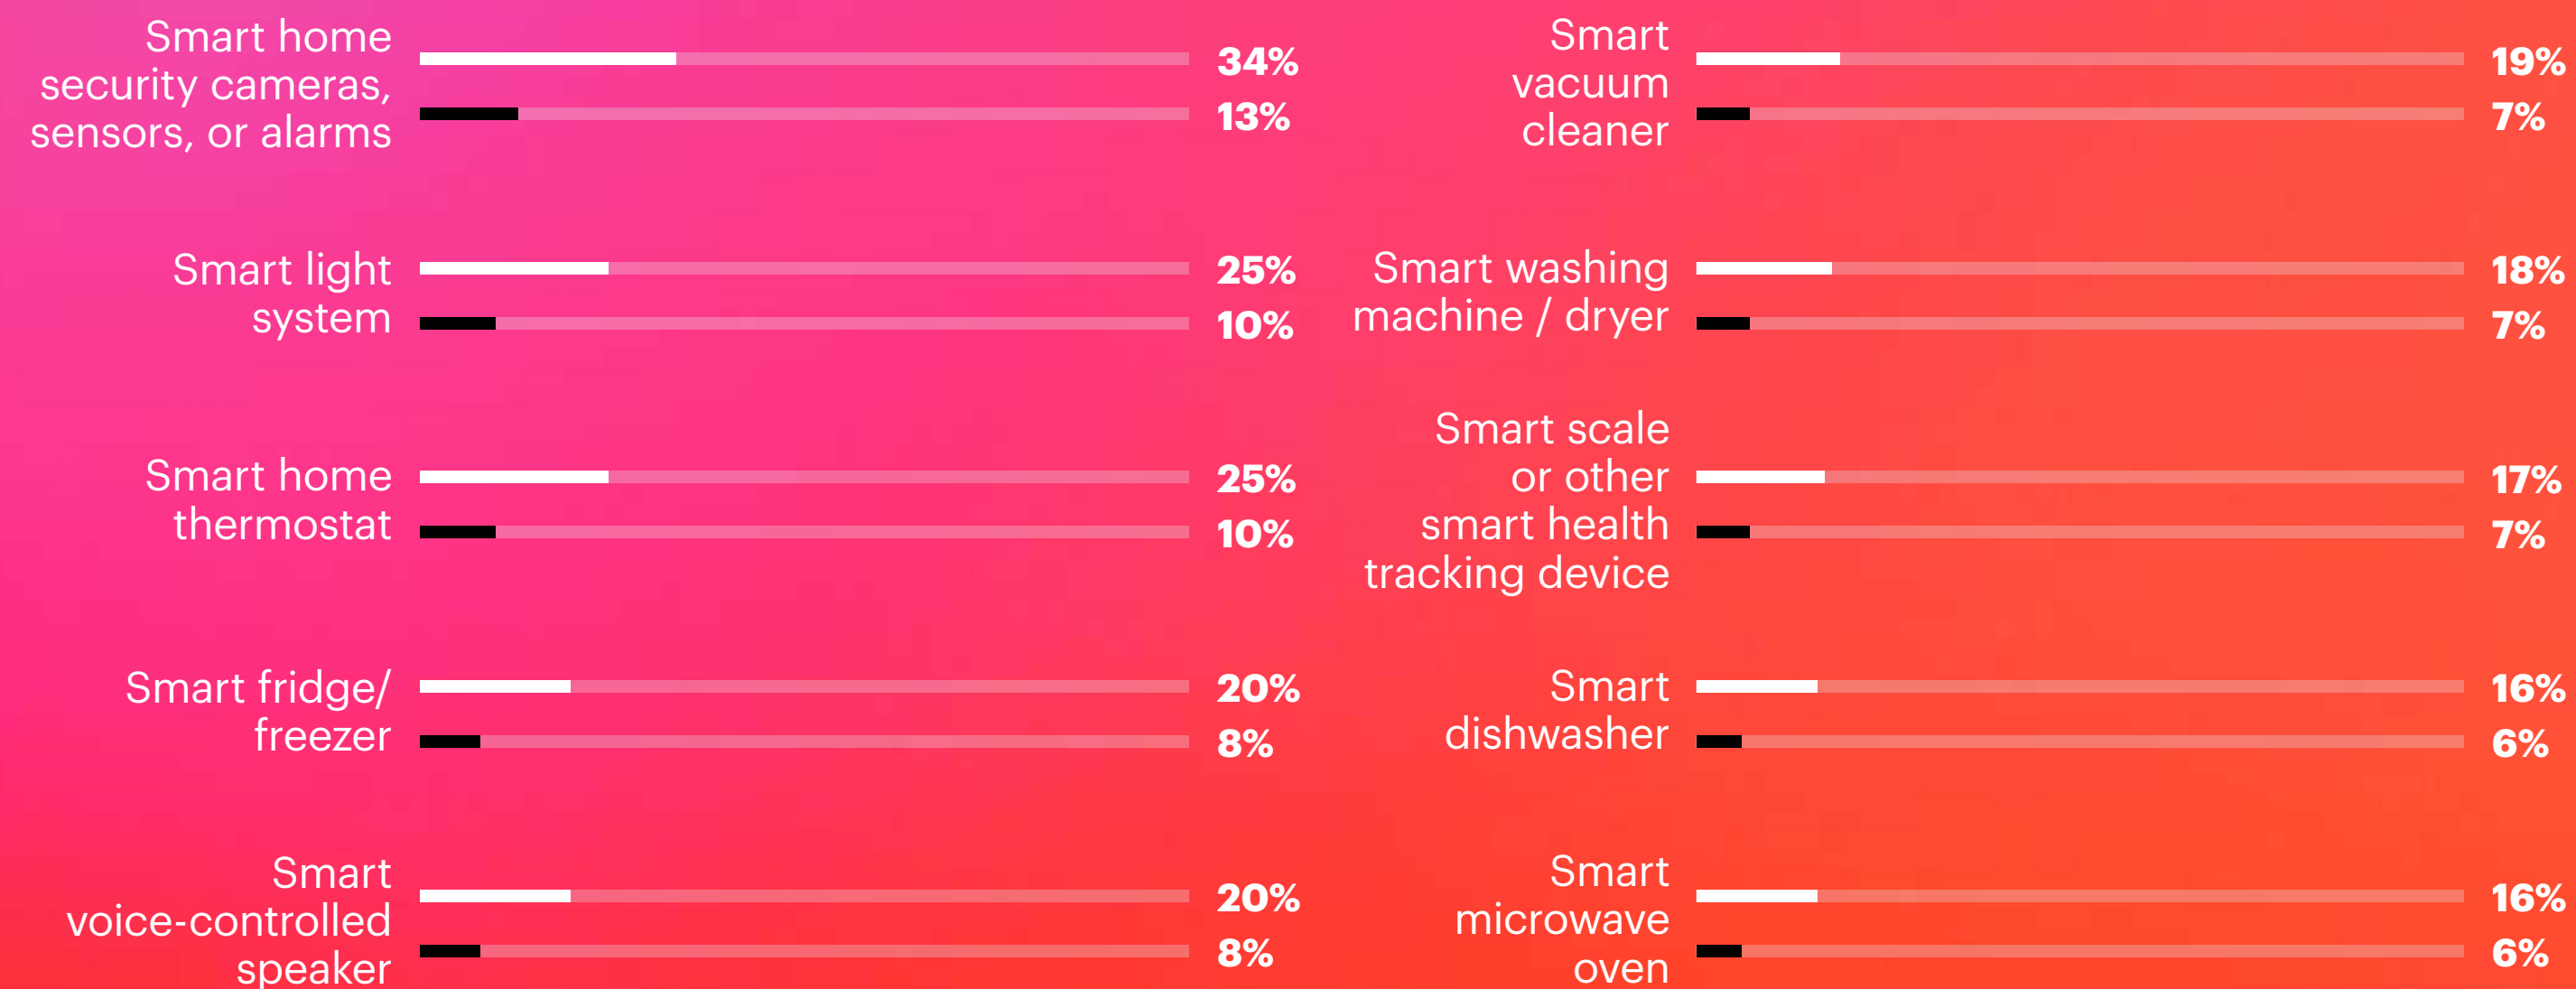 Smart home
security cameras,
sensors, or alarms
34%
13%
Smart light
system
25%
10%
Smart home
thermostat
25%
10%
Smart fridge/
freezer
20%
8%
Smart
voice-controlled
speaker
20%
8%
Smart
vacuum
cleaner
19%
7%
Smart washing
machine / dryer
18%
7%
Smart scale
or other
smart health
tracking device
17%
7%
Smart
dishwasher
16%
6%
Smart
microwave
oven
16%
6%